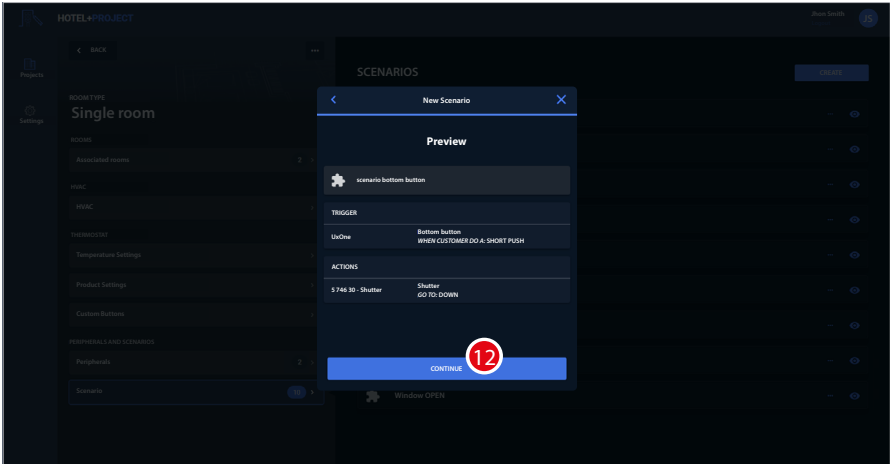 HOTEL+PROJECT
Jhon Smith
JS
BACK
Projects
Settings
ROOM TYPE
Single room
ROOMS
Associated rooms 2
HVAC
HVAC
THERMOSTAT
Temperature Settings
Product Settings
Custom Buttons
PERIPHERALS AND SCENARIOS
Peripherals 2
Scenario 11
SCENARIOS
CREATE
New Scenario
Preview
scenario bottom button
TRIGGER
UxOne
Bottom button
WHEN CUSTOMER DO A: SHORT PUSH
ACTIONS
S 746 30 - Shutter
Shutter
GO TO: DOWN
CONTINUE
12
Window OPEN